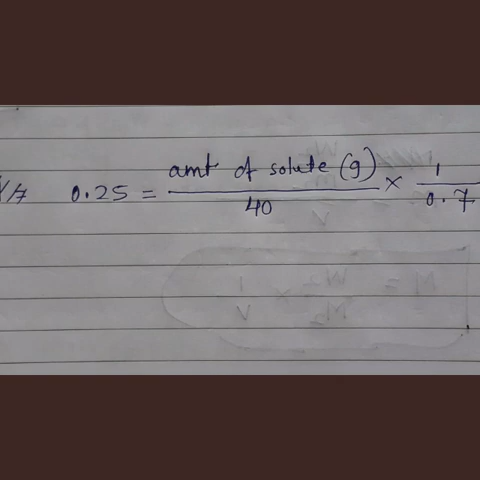 0.25 = amt of solute (g) / 40 × 1 / 0.7